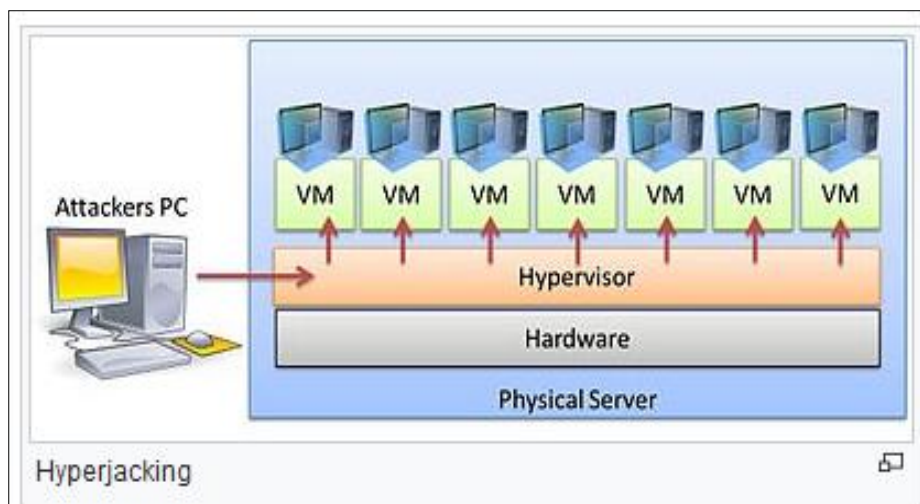 VM VM VM VM VM VM VM
Attackers PC
Hypervisor
Hardware
Physical Server
Hyperjacking